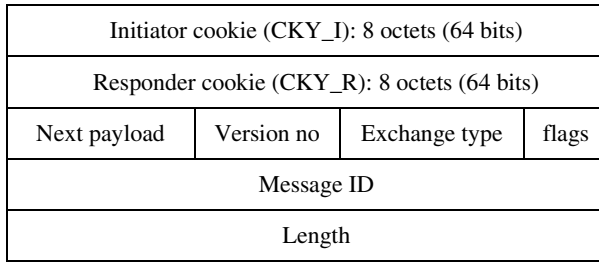 Initiator cookie (CKY_I): 8 octets (64 bits)
Responder cookie (CKY_R): 8 octets (64 bits)
Next payload Version no Exchange type flags
Message ID
Length